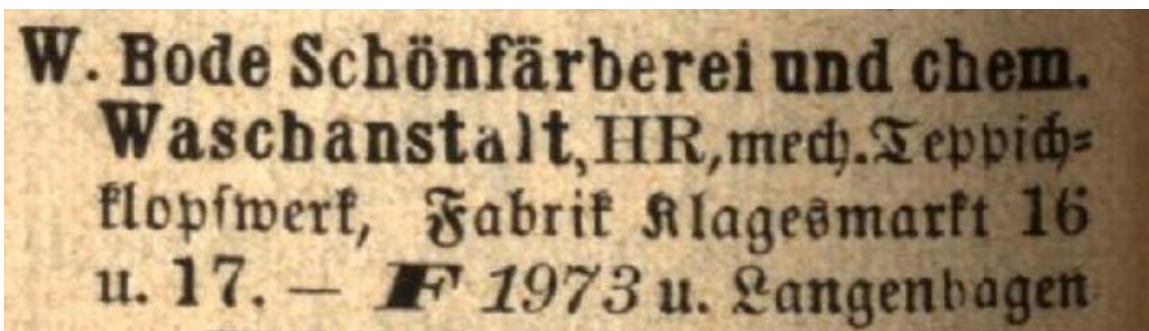 W. Bode Schönfärberei und chem.
Waschanstalt, HR, mech. Teppich-
klopfwerk, Fabrik Klagesmarkt 16
u. 17. — F 1973 u. Langenhagen